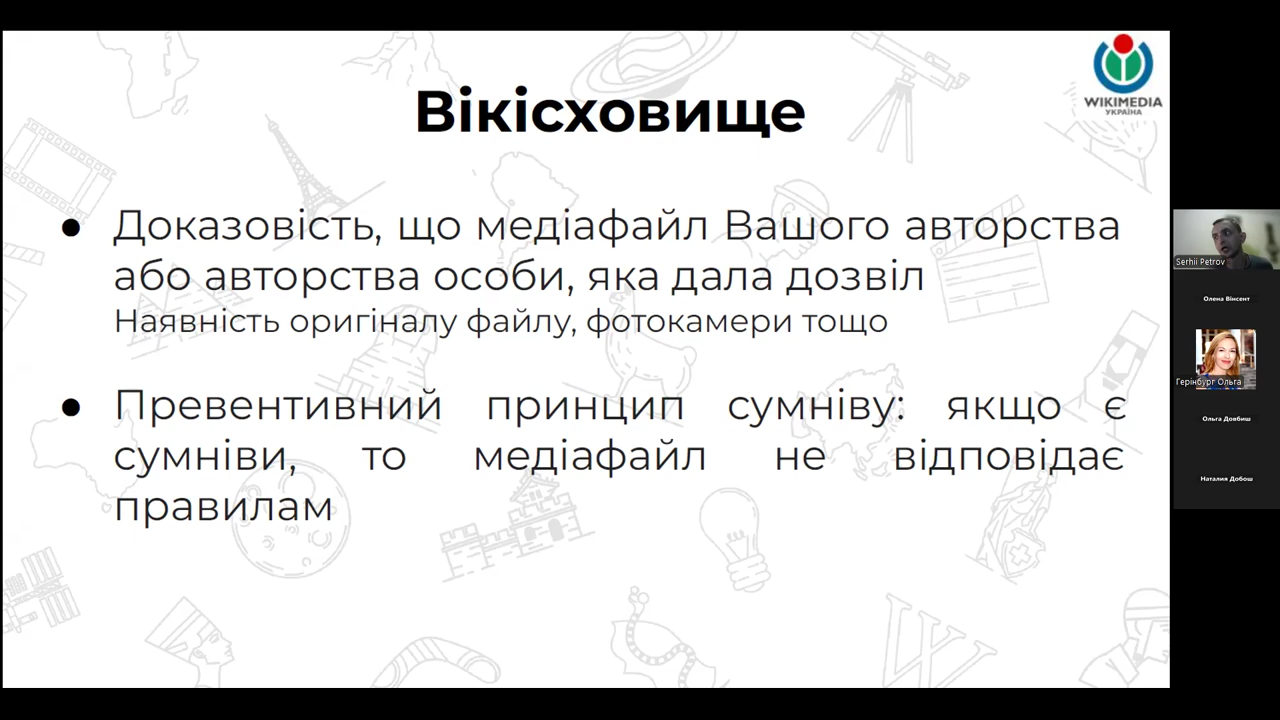 WIKIMEDIA
УКРАЇНА
Вікісховище
Доказовість, що медіафайл Вашого авторства
або авторства особи, яка дала дозвіл
Наявність оригіналу файлу, фотокамери тощо
Превентивний принцип сумніву: якщо є
сумніви, то медіафайл не відповідає
правилам
Serhii Petrov
Олена Вінсент
Герінбург Ольга
Ольга Довбиш
Наталия Добош